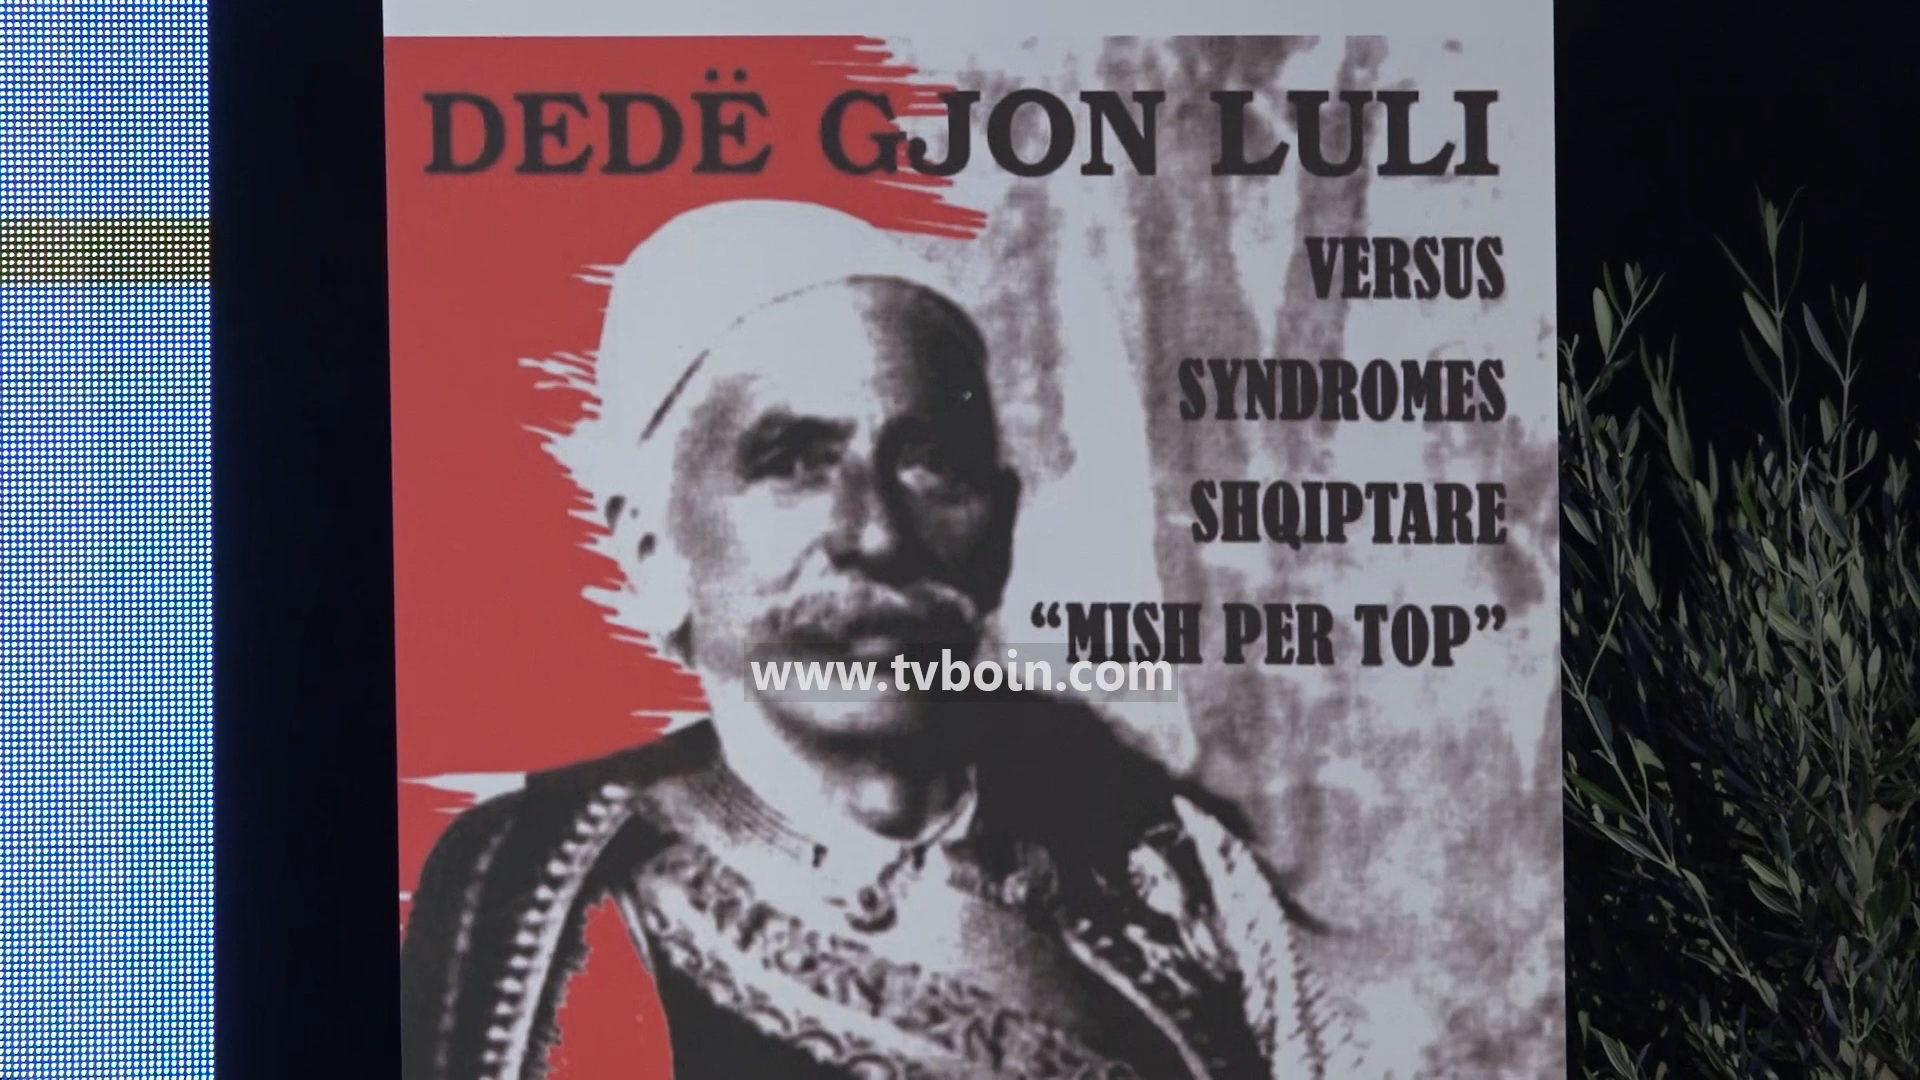 DEDË GJON LULI
VERSUS
SYNDROMES
SHQIPTARE
“MISH PER TOP”
www.tvboin.com